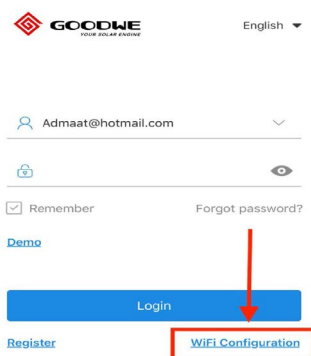 GOODWE
YOUR SOLAR ENGINE
English
Admaat@hotmail.com
Remember
Forgot password?
Demo
Login
Register
WiFi Configuration